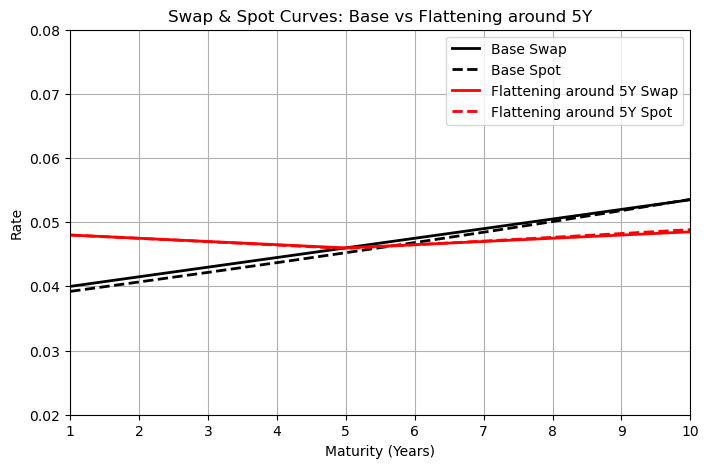 Swap & Spot Curves: Base vs Flattening around 5Y
0.08
0.07
0.06
0.05
0.04
0.03
0.02
Rate
Base Swap
Base Spot
Flattening around 5Y Swap
Flattening around 5Y Spot
1 2 3 4 5 6 7 8 9 10
Maturity (Years)